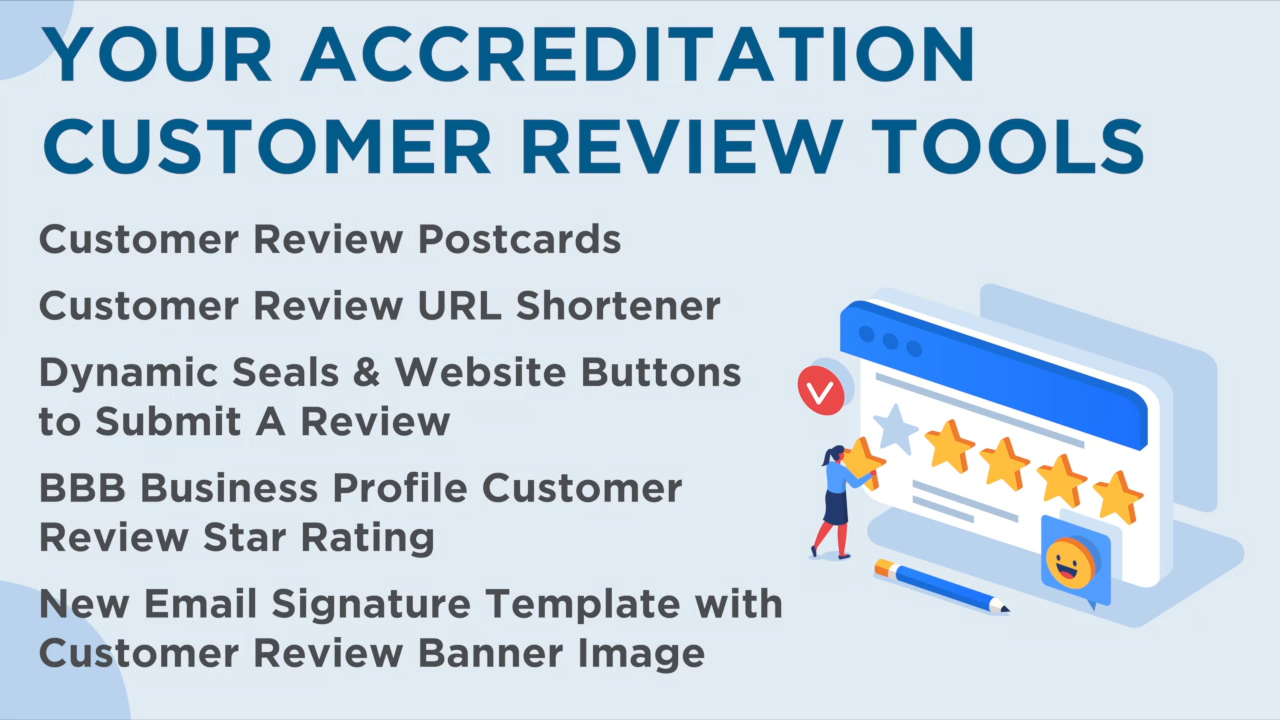 YOUR ACCREDITATION
CUSTOMER REVIEW TOOLS
Customer Review Postcards
Customer Review URL Shortener
Dynamic Seals & Website Buttons
to Submit A Review
BBB Business Profile Customer
Review Star Rating
New Email Signature Template with
Customer Review Banner Image